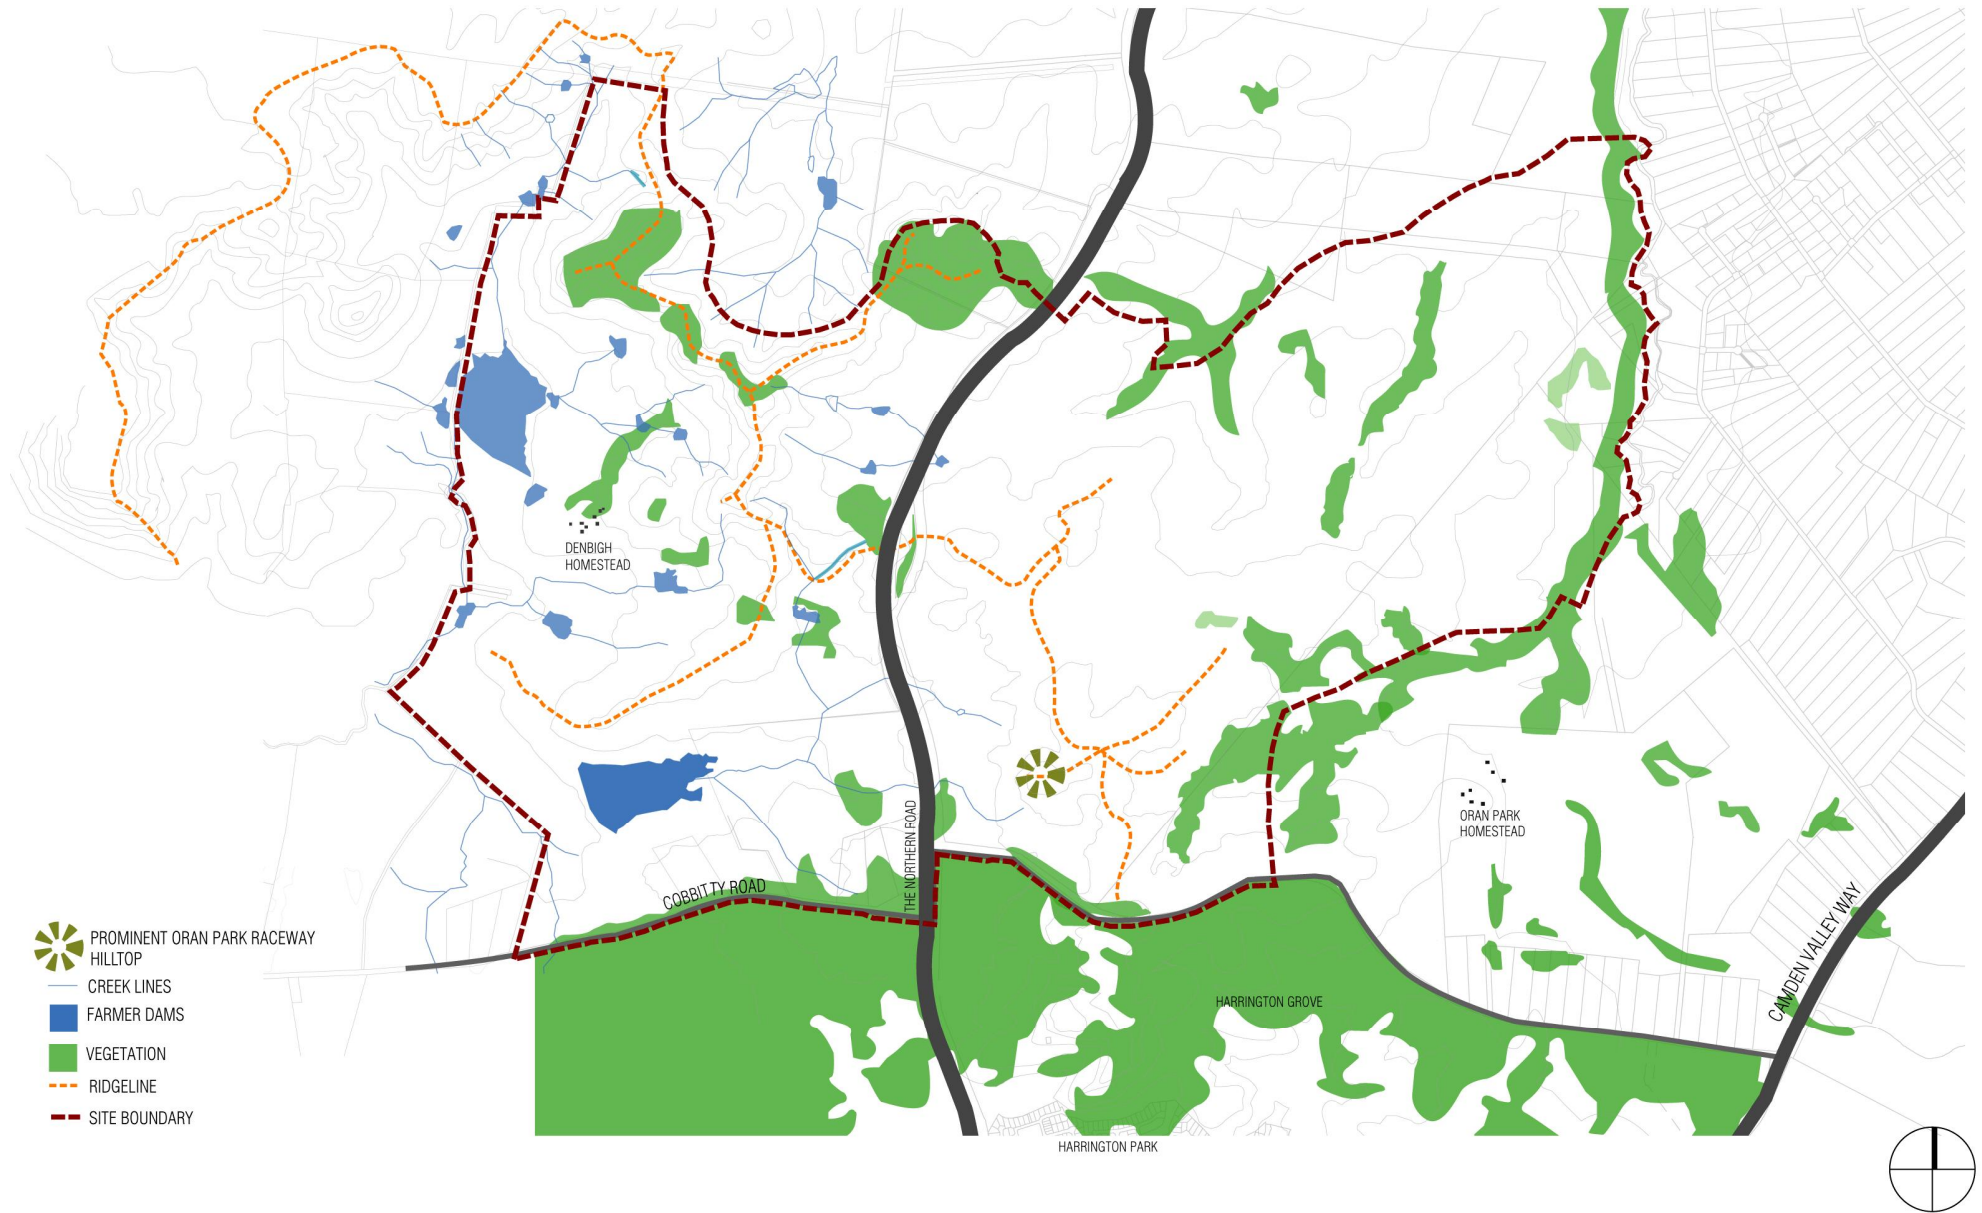 DENBIGH
HOMESTEAD
THE NORTHERN ROAD
COBBITTY ROAD
ORAN PARK
HOMESTEAD
CAMDEN VALLEY WAY
HARRINGTON GROVE
HARRINGTON PARK
PROMINENT ORAN PARK RACEWAY
HILLTOP
CREEK LINES
FARMER DAMS
VEGETATION
RIDGELINE
SITE BOUNDARY